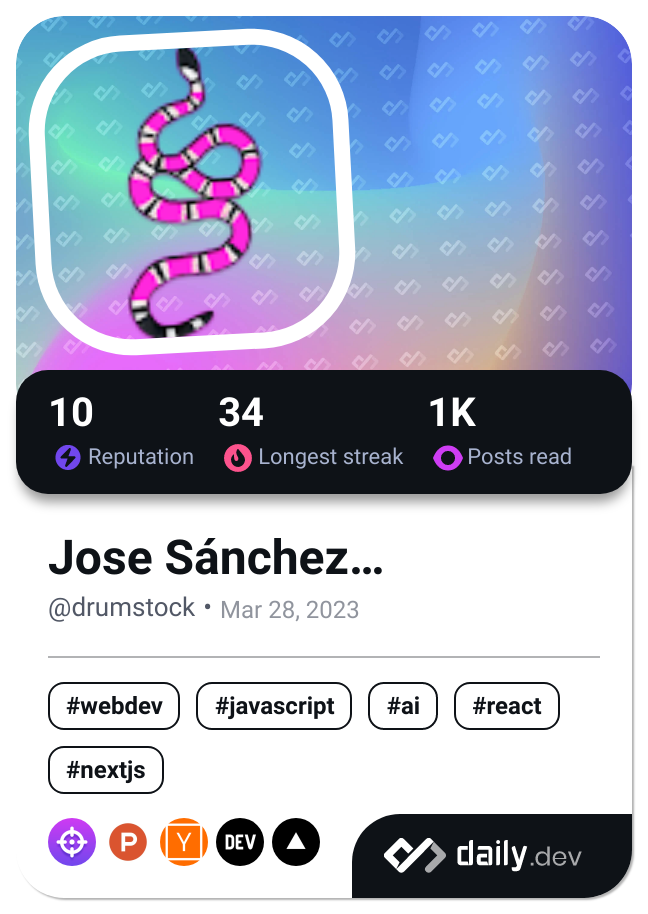 10 34 1K
Reputation Longest streak Posts read
Jose Sánchez...
@drumstock • Mar 28, 2023
#webdev #javascript #ai #react
#nextjs
P Y DEV
daily.dev